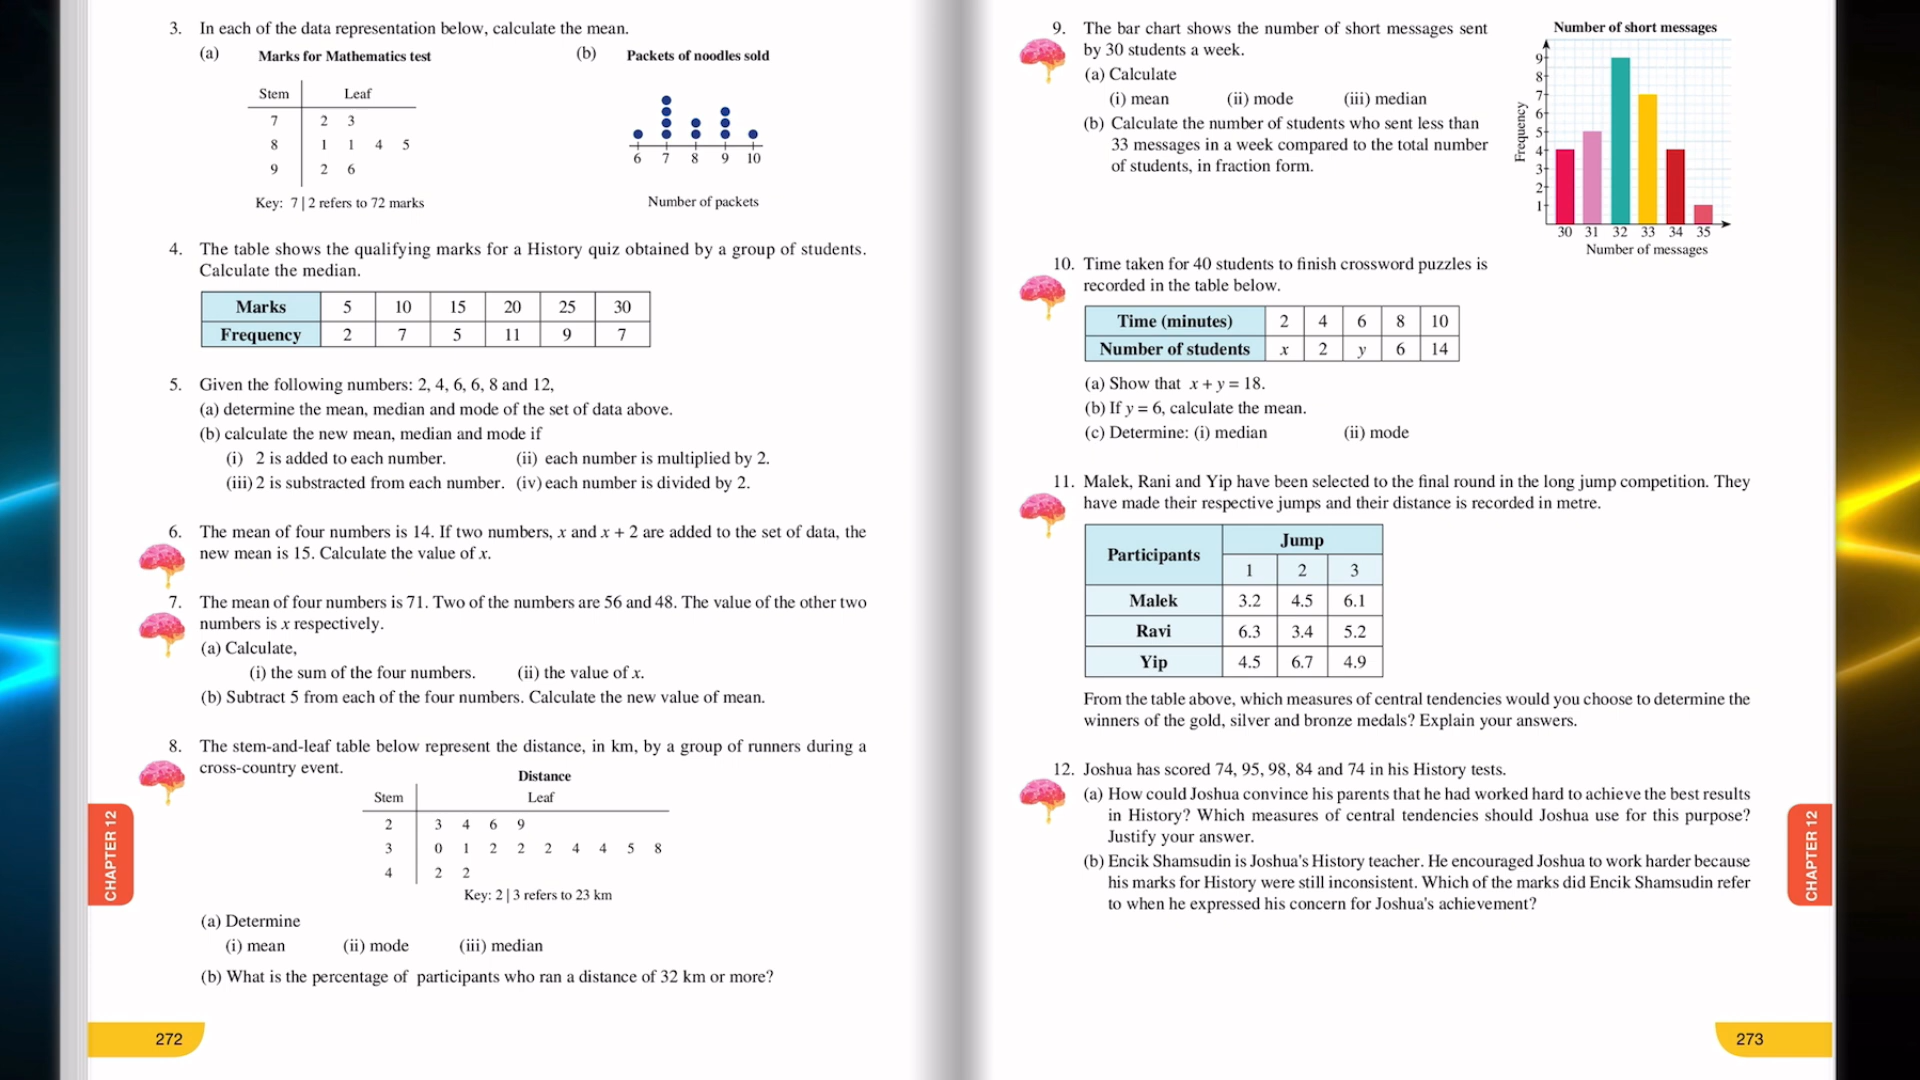 3. In each of the data representation below, calculate the mean.
(a) Marks for Mathematics test
Stem Leaf
7 2 3
8 1 1 4 5
9 2 6
Key: 7 | 2 refers to 72 marks
(b) Packets of noodles sold
6 7 8 9 10
Number of packets
4. The table shows the qualifying marks for a History quiz obtained by a group of students.
Calculate the median.
Marks 5 10 15 20 25 30
Frequency 2 7 5 11 9 7
5. Given the following numbers: 2, 4, 6, 6, 8 and 12,
(a) determine the mean, median and mode of the set of data above.
(b) calculate the new mean, median and mode if
(i) 2 is added to each number. (ii) each number is multiplied by 2.
(iii) 2 is substracted from each number. (iv) each number is divided by 2.
6. The mean of four numbers is 14. If two numbers, x and x + 2 are added to the set of data, the
new mean is 15. Calculate the value of x.
7. The mean of four numbers is 71. Two of the numbers are 56 and 48. The value of the other two
numbers is x respectively.
(a) Calculate,
(i) the sum of the four numbers. (ii) the value of x.
(b) Subtract 5 from each of the four numbers. Calculate the new value of mean.
8. The stem-and-leaf table below represent the distance, in km, by a group of runners during a
cross-country event.
Distance
Stem Leaf
2 3 4 6 9
3 0 1 2 2 2 4 4 5 8
4 2 2
Key: 2 | 3 refers to 23 km
(a) Determine
(i) mean (ii) mode (iii) median
(b) What is the percentage of participants who ran a distance of 32 km or more?
CHAPTER 12
272
9. The bar chart shows the number of short messages sent
by 30 students a week.
(a) Calculate
(i) mean (ii) mode (iii) median
(b) Calculate the number of students who sent less than
33 messages in a week compared to the total number
of students, in fraction form.
Number of short messages
Frequency
9
8
7
6
5
4
3
2
1
30 31 32 33 34 35
Number of messages
10. Time taken for 40 students to finish crossword puzzles is
recorded in the table below.
Time (minutes) 2 4 6 8 10
Number of students x 2 y 6 14
(a) Show that x + y = 18.
(b) If y = 6, calculate the mean.
(c) Determine: (i) median (ii) mode
11. Malek, Rani and Yip have been selected to the final round in the long jump competition. They
have made their respective jumps and their distance is recorded in metre.
Participants Jump
1 2 3
Malek 3.2 4.5 6.1
Ravi 6.3 3.4 5.2
Yip 4.5 6.7 4.9
From the table above, which measures of central tendencies would you choose to determine the
winners of the gold, silver and bronze medals? Explain your answers.
12. Joshua has scored 74, 95, 98, 84 and 74 in his History tests.
(a) How could Joshua convince his parents that he had worked hard to achieve the best results
in History? Which measures of central tendencies should Joshua use for this purpose?
Justify your answer.
(b) Encik Shamsudin is Joshua's History teacher. He encouraged Joshua to work harder because
his marks for History were still inconsistent. Which of the marks did Encik Shamsudin refer
to when he expressed his concern for Joshua's achievement?
CHAPTER 12
273